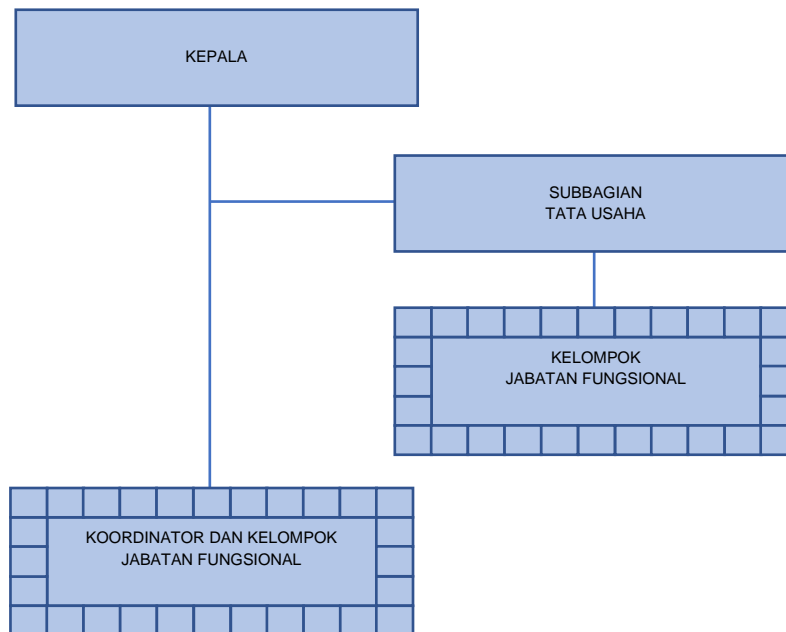 KEPALA
SUBBAGIAN
TATA USAHA
KELOMPOK
JABATAN FUNGSIONAL
KOORDINATOR DAN KELOMPOK
JABATAN FUNGSIONAL